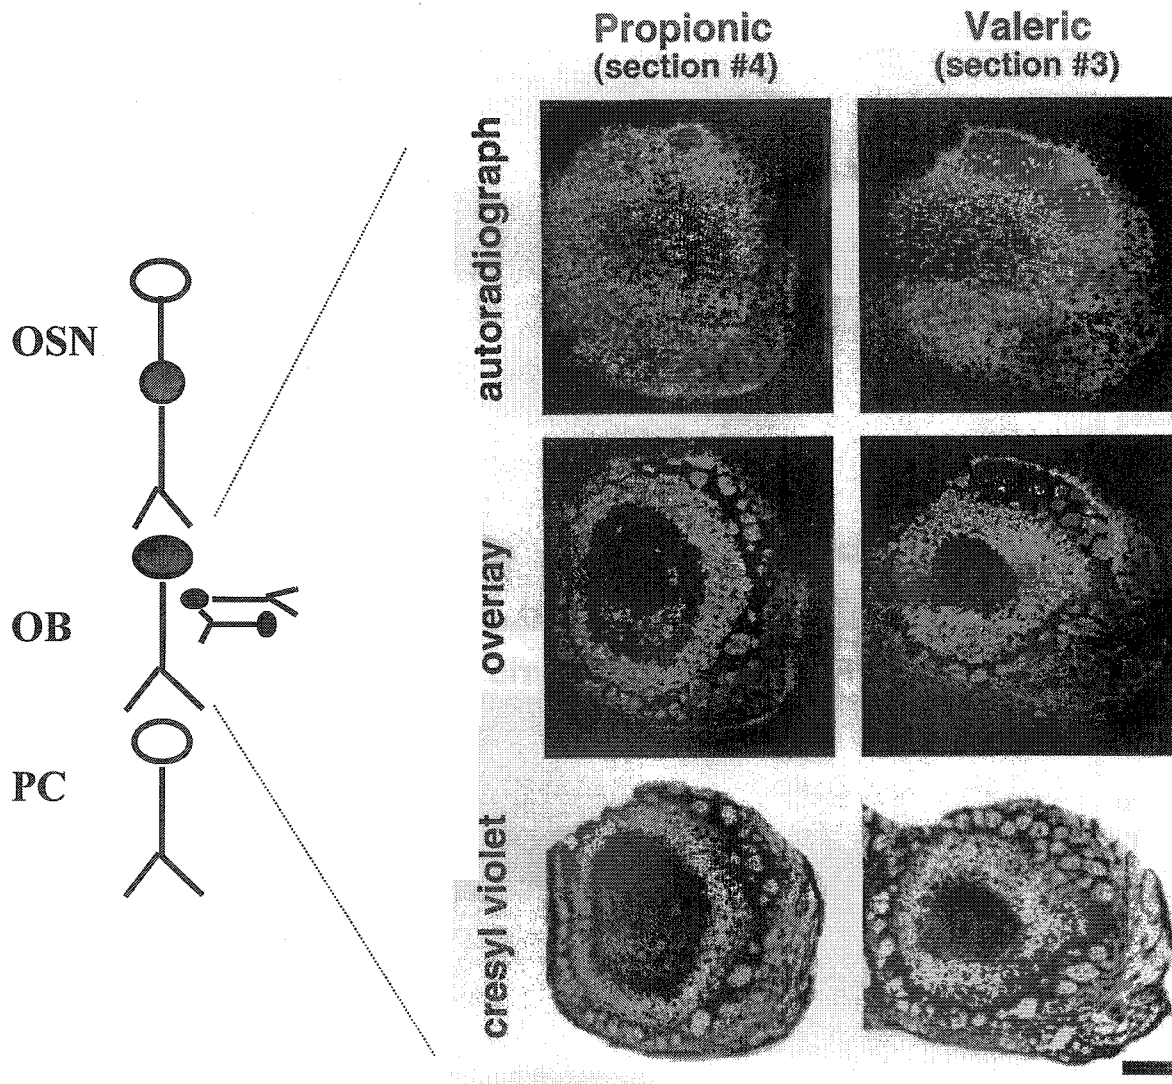 Propionic
(section #4)
Valeric
(section #3)
autoradiograph
overlay
cresyl violet
OSN
OB
PC